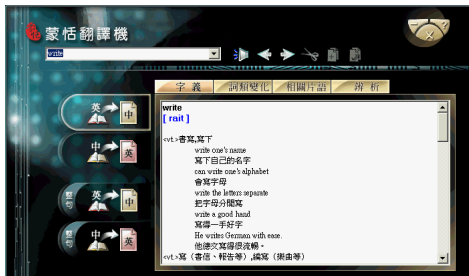 蒙恬翻譯機
write
字義 詞類變化 相關片語 辨析
英 中
中 英
整句 英 中
整句 中 英
write
[ rait ]
<vt.>書寫,寫下
write one's name
寫下自己的名字
can write one's alphabet
會寫字母
write the letters separate
把字母分開寫
write a good hand
寫得一手好字
He writes German with ease.
他德文寫得很流暢。
<vt.>寫（書信、報告等）,編寫（樂曲等）